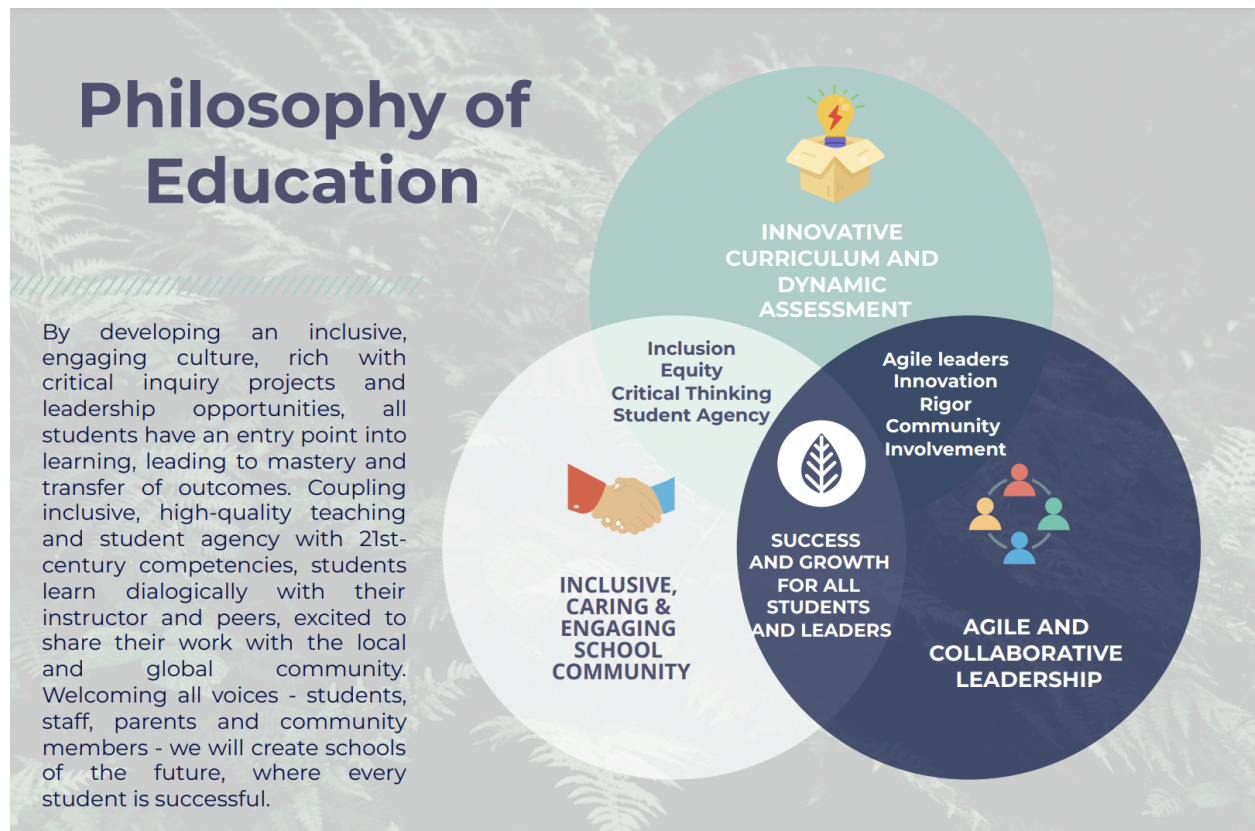 Philosophy of
Education
By developing an inclusive,
engaging culture, rich with
critical inquiry projects and
leadership opportunities, all
students have an entry point into
learning, leading to mastery and
transfer of outcomes. Coupling
inclusive, high-quality teaching
and student agency with 21st-
century competencies, students
learn dialogically with their
instructor and peers, excited to
share their work with the local
and global community.
Welcoming all voices - students,
staff, parents and community
members - we will create schools
of the future, where every
student is successful.
INNOVATIVE
CURRICULUM AND
DYNAMIC
ASSESSMENT
Inclusion
Equity
Critical Thinking
Student Agency
Agile leaders
Innovation
Rigor
Community
Involvement
INCLUSIVE,
CARING &
ENGAGING
SCHOOL
COMMUNITY
SUCCESS
AND GROWTH
FOR ALL
STUDENTS
AND LEADERS
AGILE AND
COLLABORATIVE
LEADERSHIP